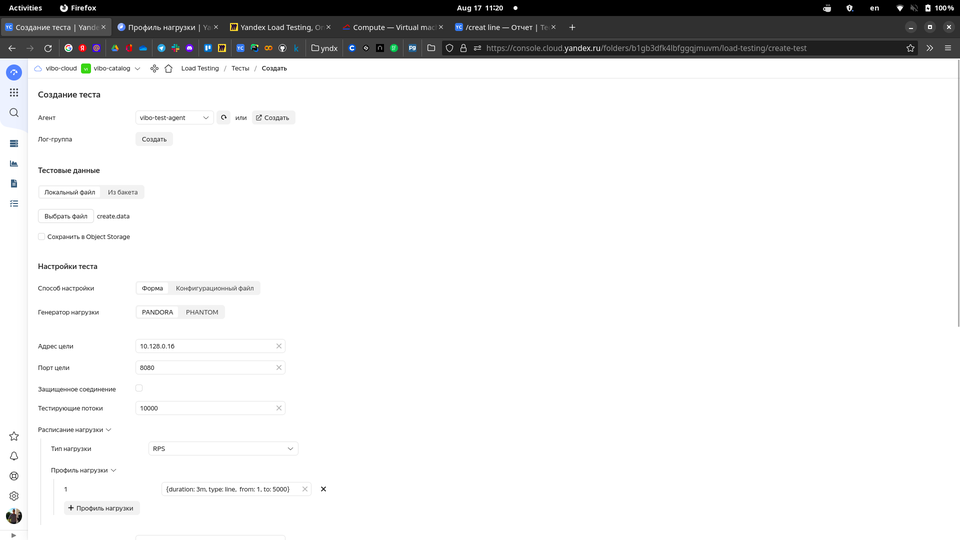 Activities Firefox Aug 17 11:20 en 100%
Создание теста | Yande Профиль нагрузки | Ya Yandex Load Testing, О Compute — Virtual mac /creat line — Отчет | Te
yndx https://console.cloud.yandex.ru/folders/b1gb3dfk4lbfggqjmuvm/load-testing/create-test
vibo-cloud vibo-catalog Load Testing / Тесты / Создать
Создание теста
Агент vibo-test-agent или Создать
Лог-группа Создать
Тестовые данные
Локальный файл Из бакета
Выбрать файл create.data
Сохранить в Object Storage
Настройки теста
Способ настройки Форма Конфигурационный файл
Генератор нагрузки PANDORA PHANTOM
Адрес цели 10.128.0.16
Порт цели 8080
Защищенное соединение
Тестирующие потоки 10000
Расписание нагрузки
Тип нагрузки RPS
Профиль нагрузки
1 {duration: 3m, type: line, from: 1, to: 5000}
Профиль нагрузки